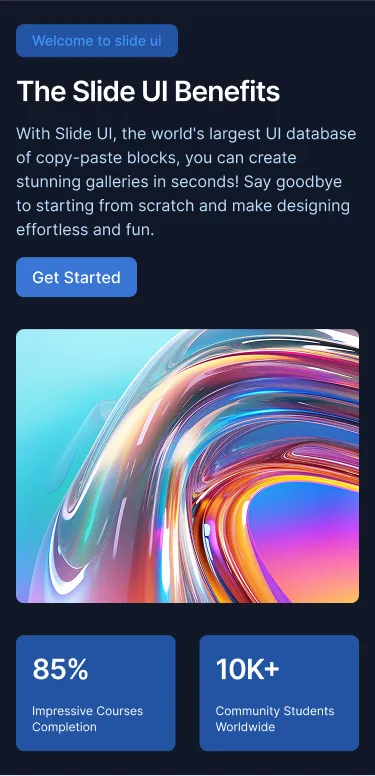 Welcome to slide ui
The Slide UI Benefits
With Slide UI, the world's largest UI database
of copy-paste blocks, you can create
stunning galleries in seconds! Say goodbye
to starting from scratch and make designing
effortless and fun.
Get Started
85%
Impressive Courses
Completion
10K+
Community Students
Worldwide